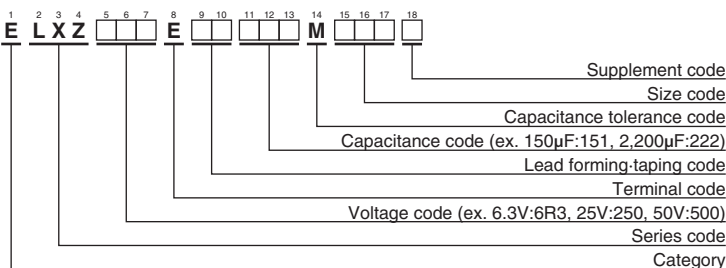 1 2 3 4 5 6 7 8 9 10 11 12 13 14 15 16 17 18
E L X Z E M
Supplement code
Size code
Capacitance tolerance code
Capacitance code (ex. 150µF:151, 2,200µF:222)
Lead forming·taping code
Terminal code
Voltage code (ex. 6.3V:6R3, 25V:250, 50V:500)
Series code
Category